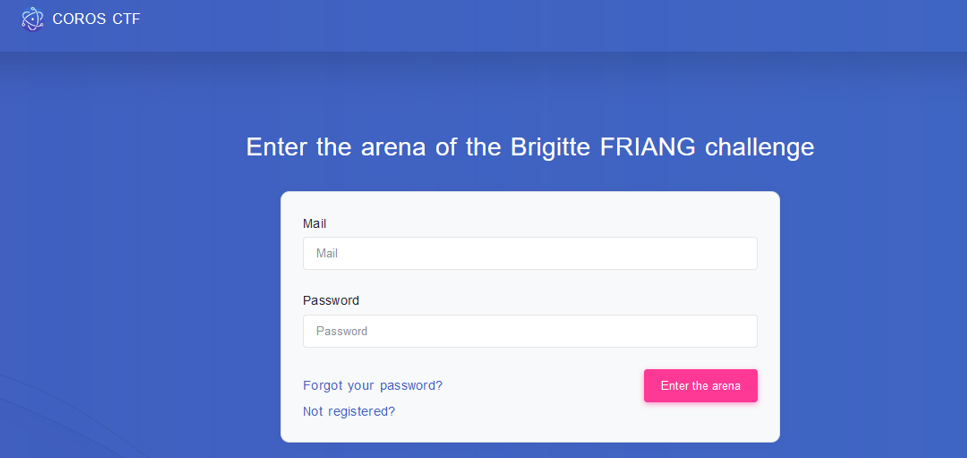 COROS CTF
Enter the arena of the Brigitte FRIANG challenge
Mail
Mail
Password
Password
Forgot your password?
Enter the arena
Not registered?